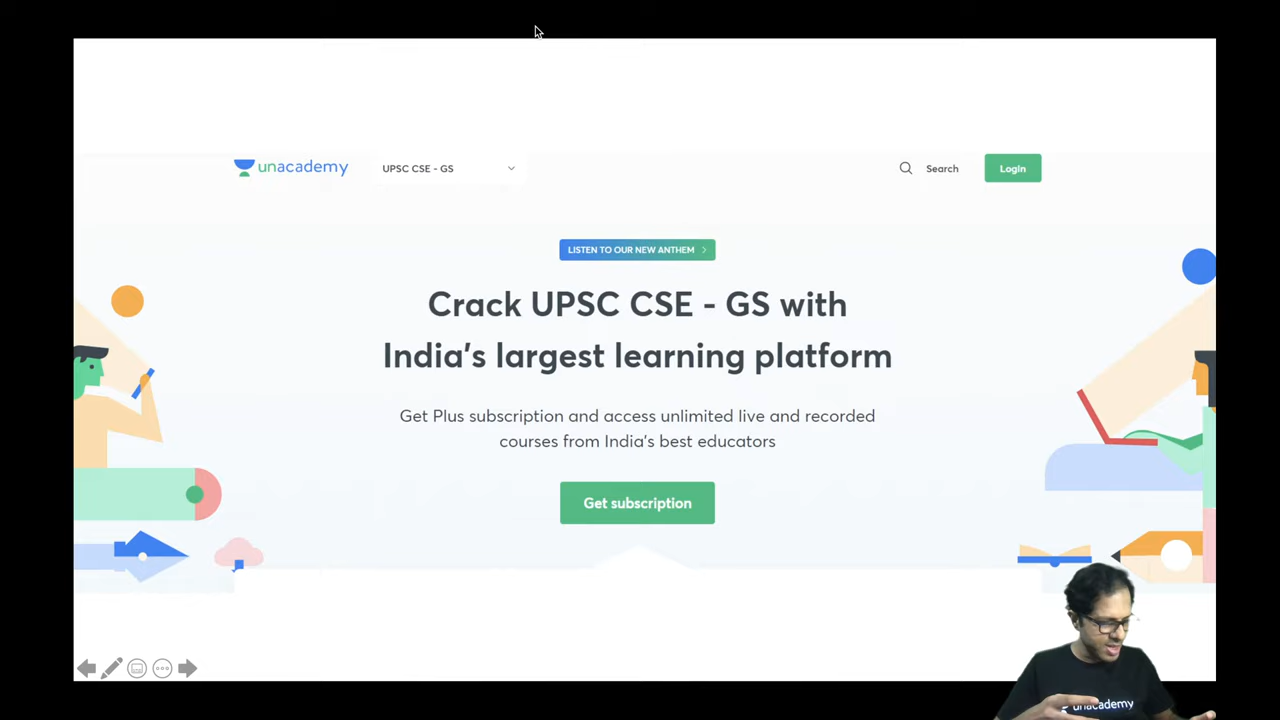 unacademy
UPSC CSE - GS
Search
Login
LISTEN TO OUR NEW ANTHEM
Crack UPSC CSE - GS with
India's largest learning platform
Get Plus subscription and access unlimited live and recorded
courses from India's best educators
Get subscription
unacademy